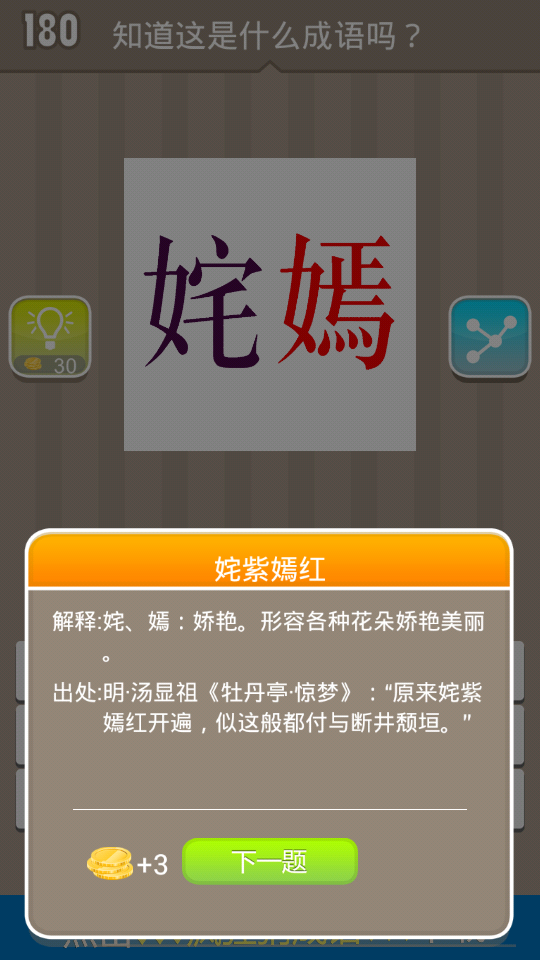 180
知道这是什么成语吗？
姹嫣
30
姹紫嫣红
解释:姹、嫣：娇艳。形容各种花朵娇艳美丽
。
出处:明·汤显祖《牡丹亭·惊梦》：“原来姹紫
嫣红开遍，似这般都付与断井颓垣。”
+3
下一题